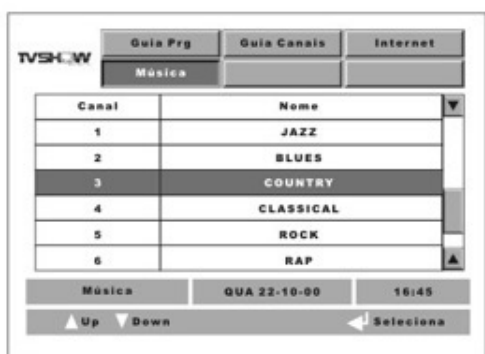 Guia Prg Guia Canais Internet
TVSHOW
Música
Canal Nome
1 JAZZ
2 BLUES
3 COUNTRY
4 CLASSICAL
5 ROCK
6 RAP
Música QUA 22-10-00 16:45
Up Down Seleciona